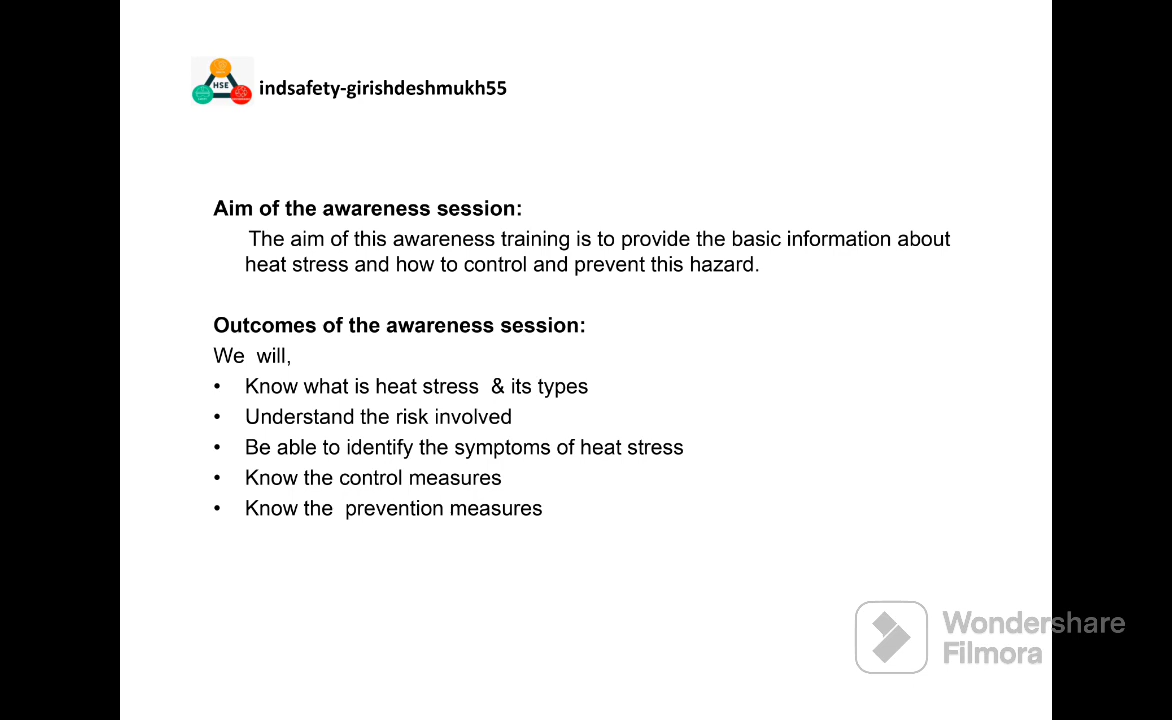 HSE
indsafety-girishdeshmukh55
Aim of the awareness session:
The aim of this awareness training is to provide the basic information about
heat stress and how to control and prevent this hazard.
Outcomes of the awareness session:
We  will,
• Know what is heat stress  & its types
• Understand the risk involved
• Be able to identify the symptoms of heat stress
• Know the control measures
• Know the  prevention measures
Wondershare
Filmora